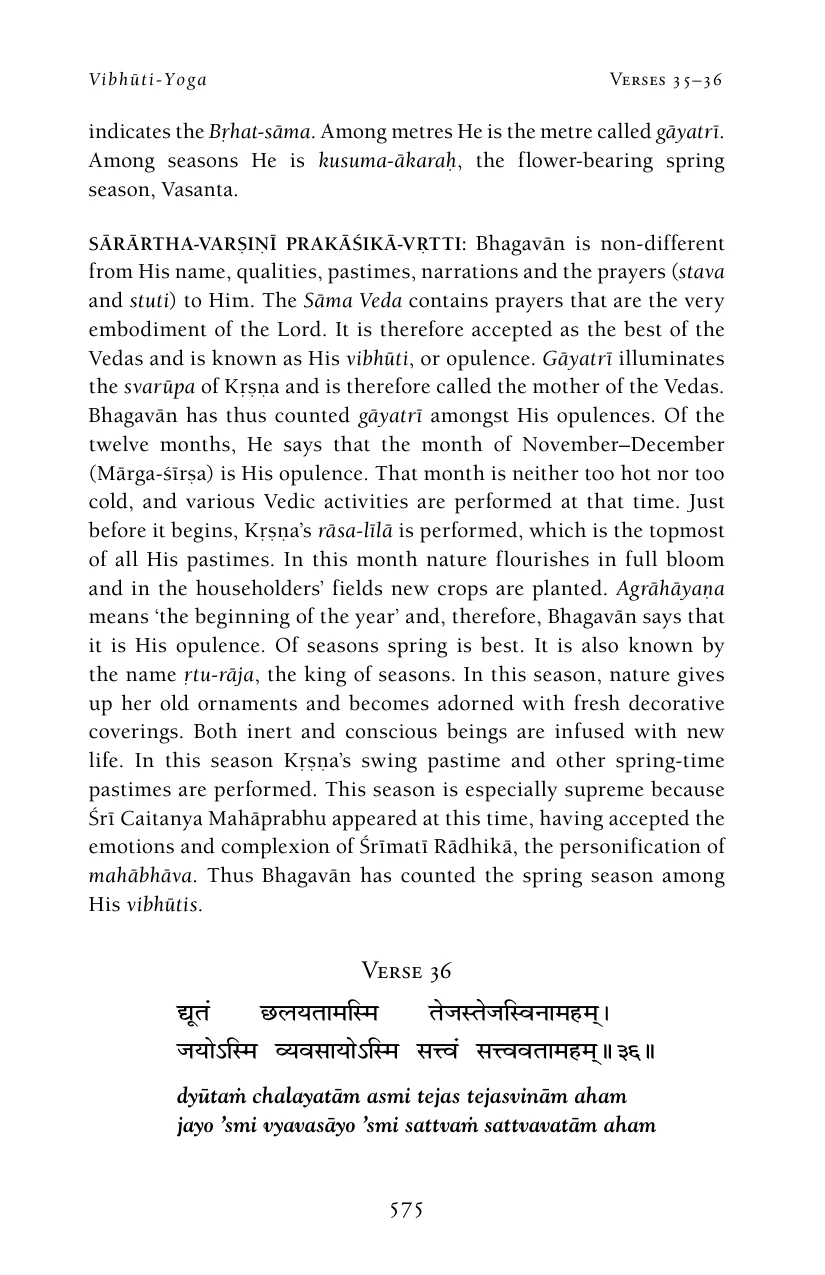 Vibhūti-Yoga Verses 35–36
indicates the Bṛhat-sāma. Among metres He is the metre called gāyatrī.
Among seasons He is kusuma-ākaraḥ, the flower-bearing spring
season, Vasanta.
SĀRĀRTHA-VARṢIṆĪ PRAKĀŚIKĀ-VṚTTI: Bhagavān is non-different
from His name, qualities, pastimes, narrations and the prayers (stava
and stuti) to Him. The Sāma Veda contains prayers that are the very
embodiment of the Lord. It is therefore accepted as the best of the
Vedas and is known as His vibhūti, or opulence. Gāyatrī illuminates
the svarūpa of Kṛṣṇa and is therefore called the mother of the Vedas.
Bhagavān has thus counted gāyatrī amongst His opulences. Of the
twelve months, He says that the month of November–December
(Mārga-śīrṣa) is His opulence. That month is neither too hot nor too
cold, and various Vedic activities are performed at that time. Just
before it begins, Kṛṣṇa’s rāsa-līlā is performed, which is the topmost
of all His pastimes. In this month nature flourishes in full bloom
and in the householders’ fields new crops are planted. Agrāhāyaṇa
means ‘the beginning of the year’ and, therefore, Bhagavān says that
it is His opulence. Of seasons spring is best. It is also known by
the name ṛtu-rāja, the king of seasons. In this season, nature gives
up her old ornaments and becomes adorned with fresh decorative
coverings. Both inert and conscious beings are infused with new
life. In this season Kṛṣṇa’s swing pastime and other spring-time
pastimes are performed. This season is especially supreme because
Śrī Caitanya Mahāprabhu appeared at this time, having accepted the
emotions and complexion of Śrīmatī Rādhikā, the personification of
mahābhāva. Thus Bhagavān has counted the spring season among
His vibhūtis.
Verse 36
द्यूतं छलयतामस्मि तेजस्तेजस्विनामहम्।
जयोऽस्मि व्यवसायोऽस्मि सत्त्वं सत्त्ववतामहम्॥३६॥
dyūtaṁ chalayatām asmi tejas tejasvinām aham
jayo ’smi vyavasāyo ’smi sattvaṁ sattvavatām aham
575